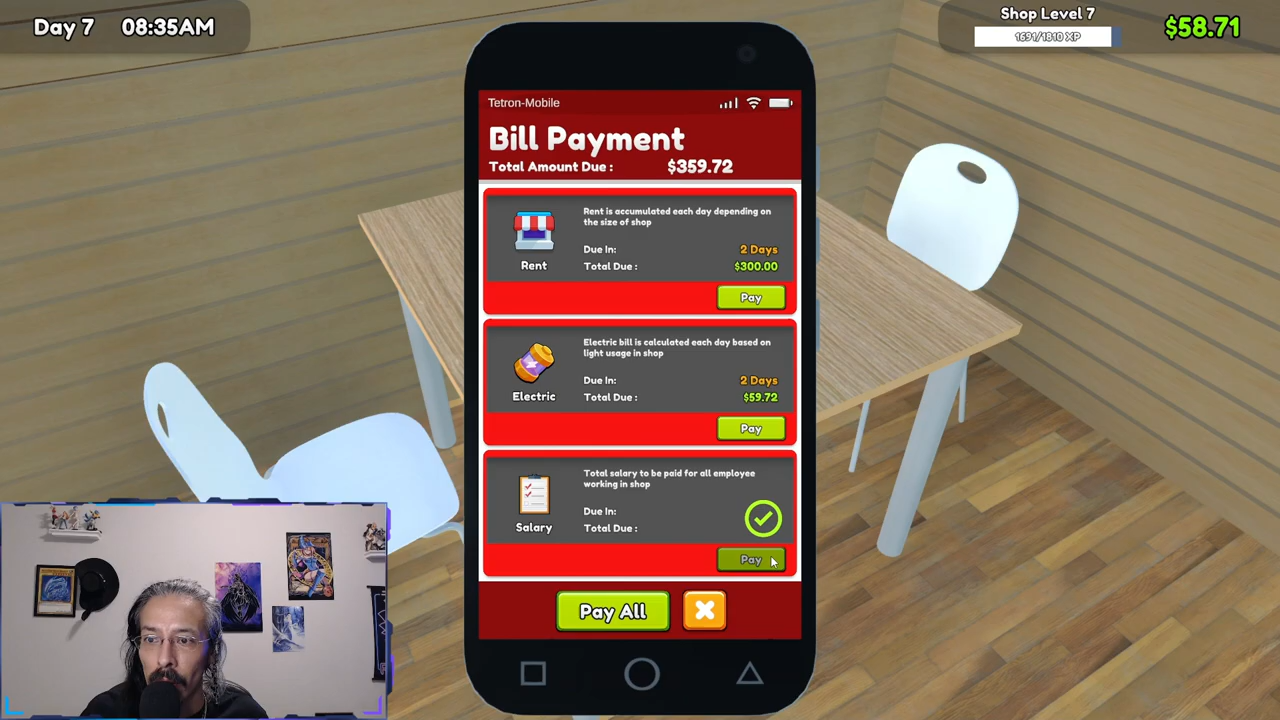 Day 7 08:35AM
Shop Level 7
1691/1810 XP
$58.71
Tetron-Mobile
Bill Payment
Total Amount Due : $359.72
Rent is accumulated each day depending on
the size of shop
Due In: 2 Days
Total Due : $300.00
Rent
Pay
Electric bill is calculated each day based on
light usage in shop
Due In: 2 Days
Total Due : $59.72
Electric
Pay
Total salary to be paid for all employee
working in shop
Due In:
Total Due :
Salary
Pay
Pay All